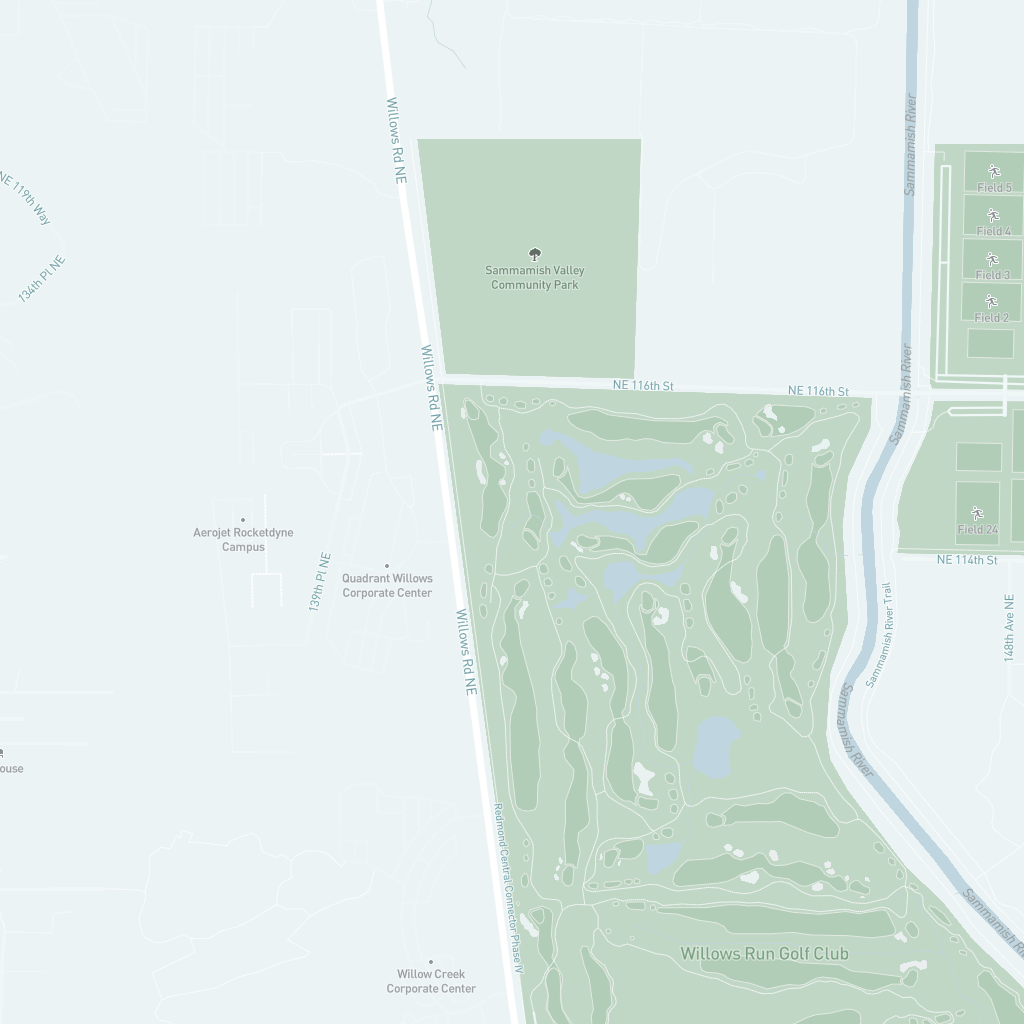 Willows Rd NE
Sammamish River
NE 119th Way
134th Pl NE
Field 5
Field 4
Field 3
Field 2
Sammamish Valley
Community Park
Willows Rd NE
Sammamish River
NE 116th St
NE 116th St
Field 24
NE 114th St
Aerojet Rocketdyne
Campus
139th Pl NE
Quadrant Willows
Corporate Center
Willows Rd NE
Sammamish River Trail
148th Ave NE
Sammamish River
ouse
Redmond Central Connector Phase IV
Sammamish Riv
Willows Run Golf Club
Willow Creek
Corporate Center